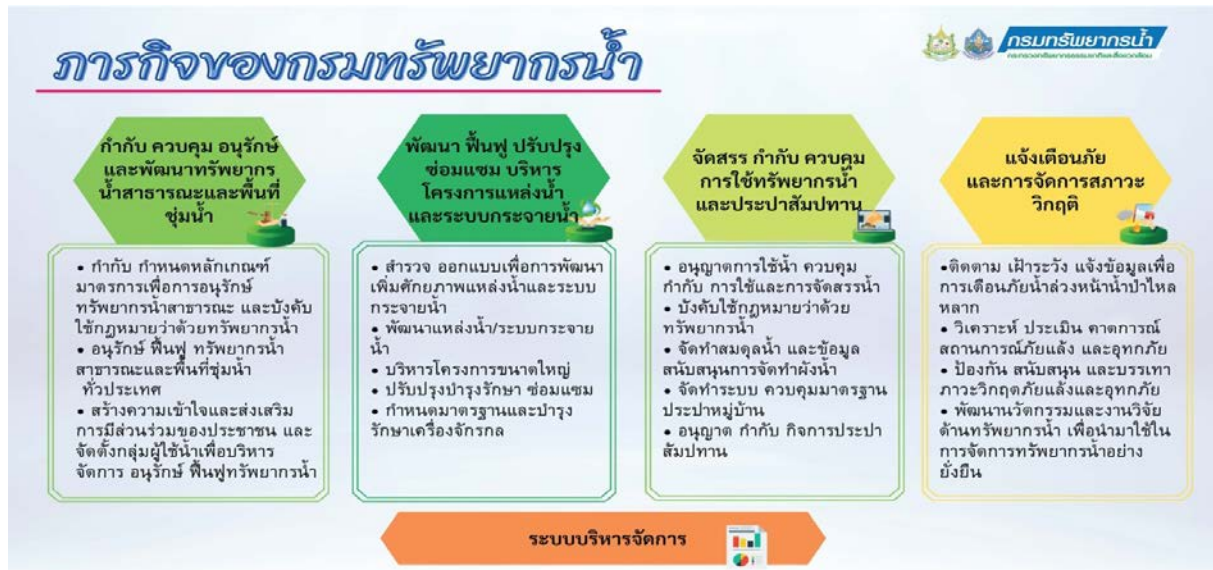 ภารกิจของกรมทรัพยากรน้ำ
กรมทรัพยากรน้ำ
กระทรวงทรัพยากรธรรมชาติและสิ่งแวดล้อม
กำกับ ควบคุม อนุรักษ์
และพัฒนาทรัพยากร
น้ำสาธารณะและพื้นที่
ชุ่มน้ำ
• กำกับ กำหนดหลักเกณฑ์
มาตรการเพื่อการอนุรักษ์
ทรัพยากรน้ำสาธารณะ และบังคับ
ใช้กฎหมายว่าด้วยทรัพยากรน้ำ
• อนุรักษ์ ฟื้นฟู ทรัพยากรน้ำ
สาธารณะและพื้นที่ชุ่มน้ำ
ทั่วประเทศ
• สร้างความเข้าใจและส่งเสริม
การมีส่วนร่วมของประชาชน และ
จัดตั้งกลุ่มผู้ใช้น้ำเพื่อบริหาร
จัดการ อนุรักษ์ ฟื้นฟูทรัพยากรน้ำ
พัฒนา ฟื้นฟู ปรับปรุง
ซ่อมแซม บริหาร
โครงการแหล่งน้ำ
และระบบกระจายน้ำ
• สำรวจ ออกแบบเพื่อการพัฒนา
เพิ่มศักยภาพแหล่งน้ำและระบบ
กระจายน้ำ
• พัฒนาแหล่งน้ำ/ระบบกระจาย
น้ำ
• บริหารโครงการขนาดใหญ่
• ปรับปรุงบำรุงรักษา ซ่อมแซม
• กำหนดมาตรฐานและบำรุง
รักษาเครื่องจักรกล
จัดสรร กำกับ ควบคุม
การใช้ทรัพยากรน้ำ
และประปาสัมปทาน
• อนุญาตการใช้น้ำ ควบคุม
กำกับ การใช้และการจัดสรรน้ำ
• บังคับใช้กฎหมายว่าด้วย
ทรัพยากรน้ำ
• จัดทำสมดุลน้ำ และข้อมูล
สนับสนุนการจัดทำผังน้ำ
• จัดทำระบบ ควบคุมมาตรฐาน
ประปาหมู่บ้าน
• อนุญาต กำกับ กิจการประปา
สัมปทาน
แจ้งเตือนภัย
และการจัดการสภาวะ
วิกฤติ
•ติดตาม เฝ้าระวัง แจ้งข้อมูลเพื่อ
การเตือนภัยน้ำล่วงหน้าน้ำป่าไหล
หลาก
• วิเคราะห์ ประเมิน คาดการณ์
สถานการณ์ภัยแล้ง และอุทกภัย
• ป้องกัน สนับสนุน และบรรเทา
ภาวะวิกฤตภัยแล้งและอุทกภัย
• พัฒนานวัตกรรมและงานวิจัย
ด้านทรัพยากรน้ำ เพื่อนำมาใช้ใน
การจัดการทรัพยากรน้ำอย่าง
ยั่งยืน
ระบบบริหารจัดการ